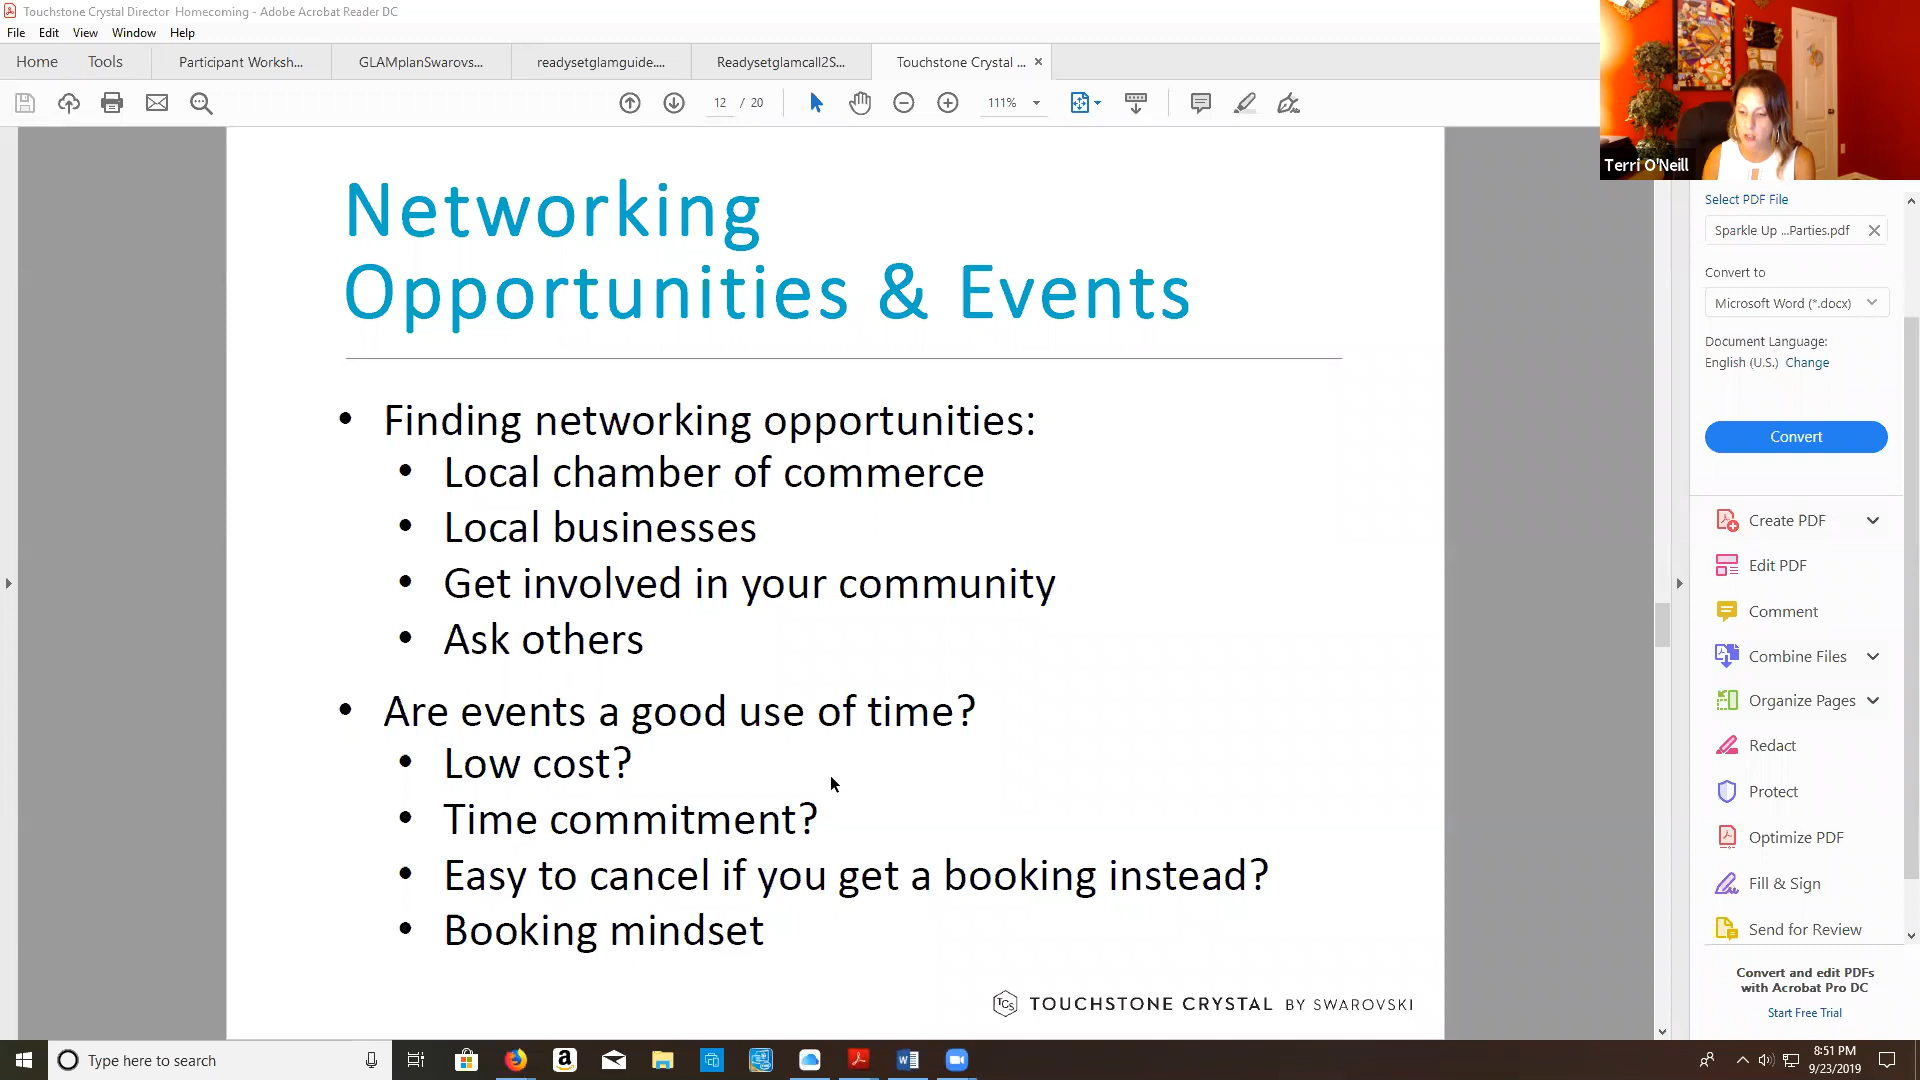 Touchstone Crystal Director  Homecoming - Adobe Acrobat Reader DC
File Edit View Window Help
Home Tools Participant Worksh... GLAMplanSwarovs... readysetglamguide.... Readysetglamcall2S... Touchstone Crystal ...
12 / 20 111%
Terri O'Neill
Networking
Opportunities & Events
• Finding networking opportunities:
• Local chamber of commerce
• Local businesses
• Get involved in your community
• Ask others
• Are events a good use of time?
• Low cost?
• Time commitment?
• Easy to cancel if you get a booking instead?
• Booking mindset
TCS TOUCHSTONE CRYSTAL BY SWAROVSKI
Select PDF File
Sparkle Up ...Parties.pdf
Convert to
Microsoft Word (*.docx)
Document Language:
English (U.S.) Change
Convert
Create PDF
Edit PDF
Comment
Combine Files
Organize Pages
Redact
Protect
Optimize PDF
Fill & Sign
Send for Review
Convert and edit PDFs
with Acrobat Pro DC
Start Free Trial
Type here to search
8:51 PM
9/23/2019